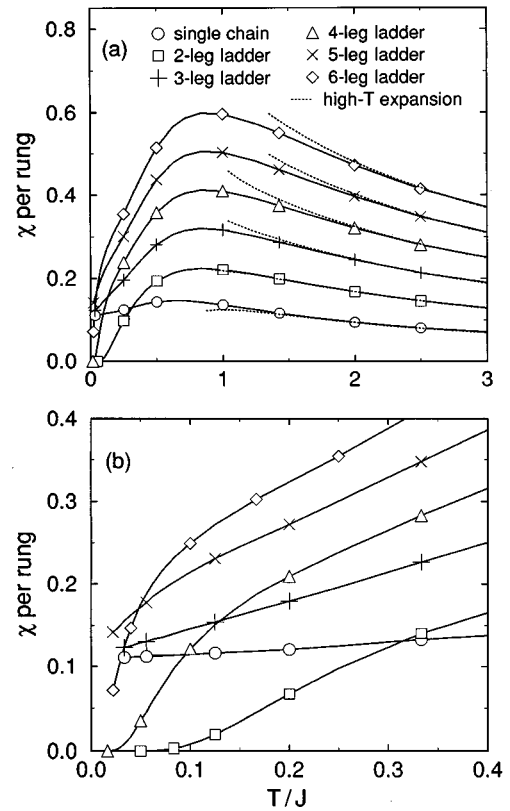 0.8
(a)
single chain
4-leg ladder
2-leg ladder
5-leg ladder
3-leg ladder
6-leg ladder
high-T expansion
0.6
χ per rung
0.4
0.2
0.0
0 1 2 3
0.4
(b)
0.3
χ per rung
0.2
0.1
0.0
0.0 0.1 0.2 0.3 0.4
T/J